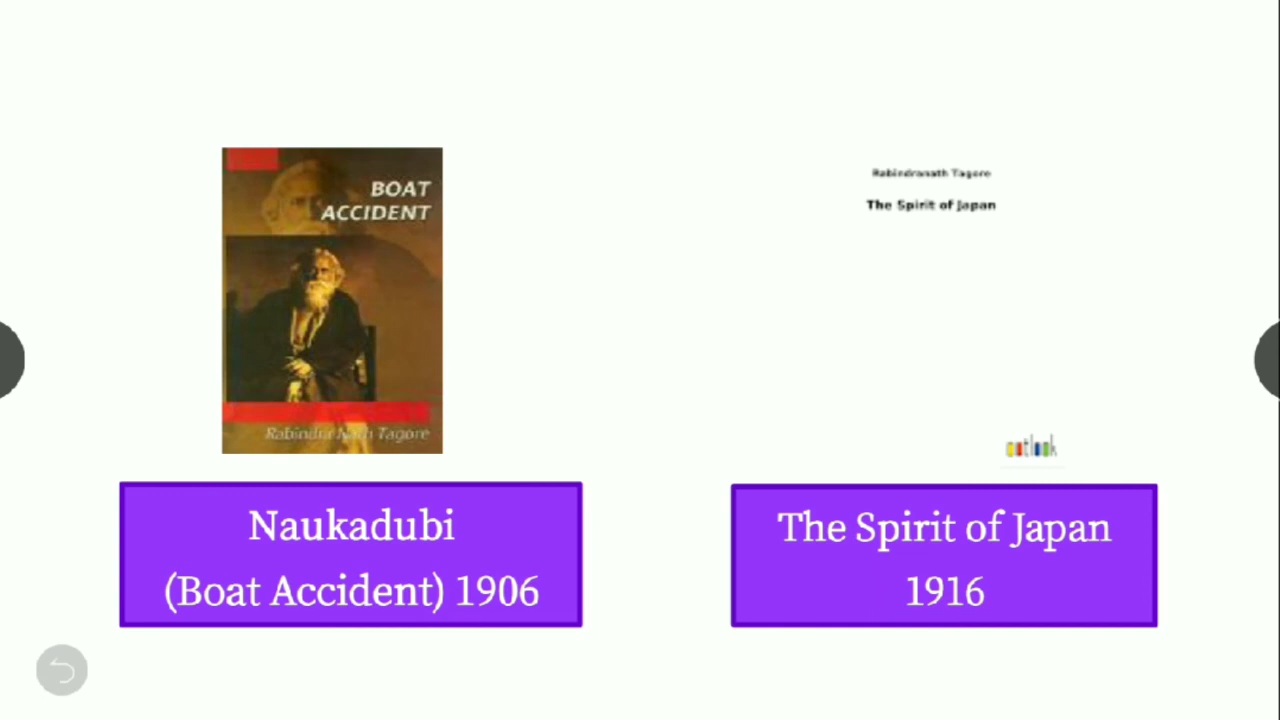 BOAT
ACCIDENT
Rabindra Nath Tagore
Naukadubi
(Boat Accident) 1906
Rabindranath Tagore
The Spirit of Japan
outlook
The Spirit of Japan
1916